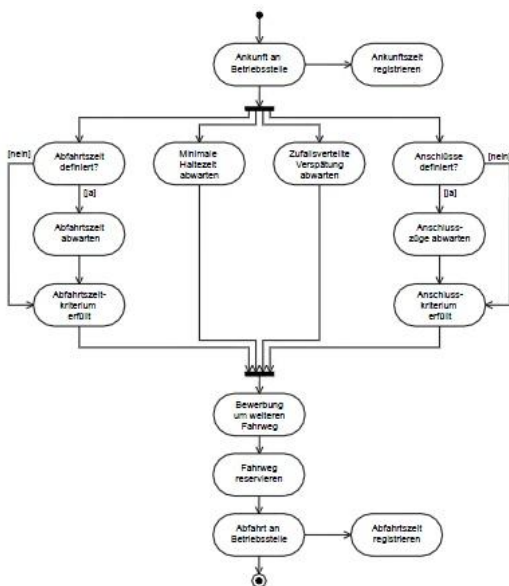 Ankunft an
Betriebsstelle
Ankunftszeit
registrieren
[nein]
Abfahrtszeit
definiert?
Minimale
Haltezeit
abwarten
Zufallsverteilte
Verspätung
abwarten
Anschlüsse
definiert?
[nein]
[ja]
[ja]
Abfahrtszeit
abwarten
Anschluss-
züge abwarten
Abfahrtszeit-
kriterium
erfüllt
Anschluss-
kriterium
erfüllt
Bewerbung
um weiteren
Fahrweg
Fahrweg
reservieren
Abfahrt an
Betriebsstelle
Abfahrtszeit
registrieren